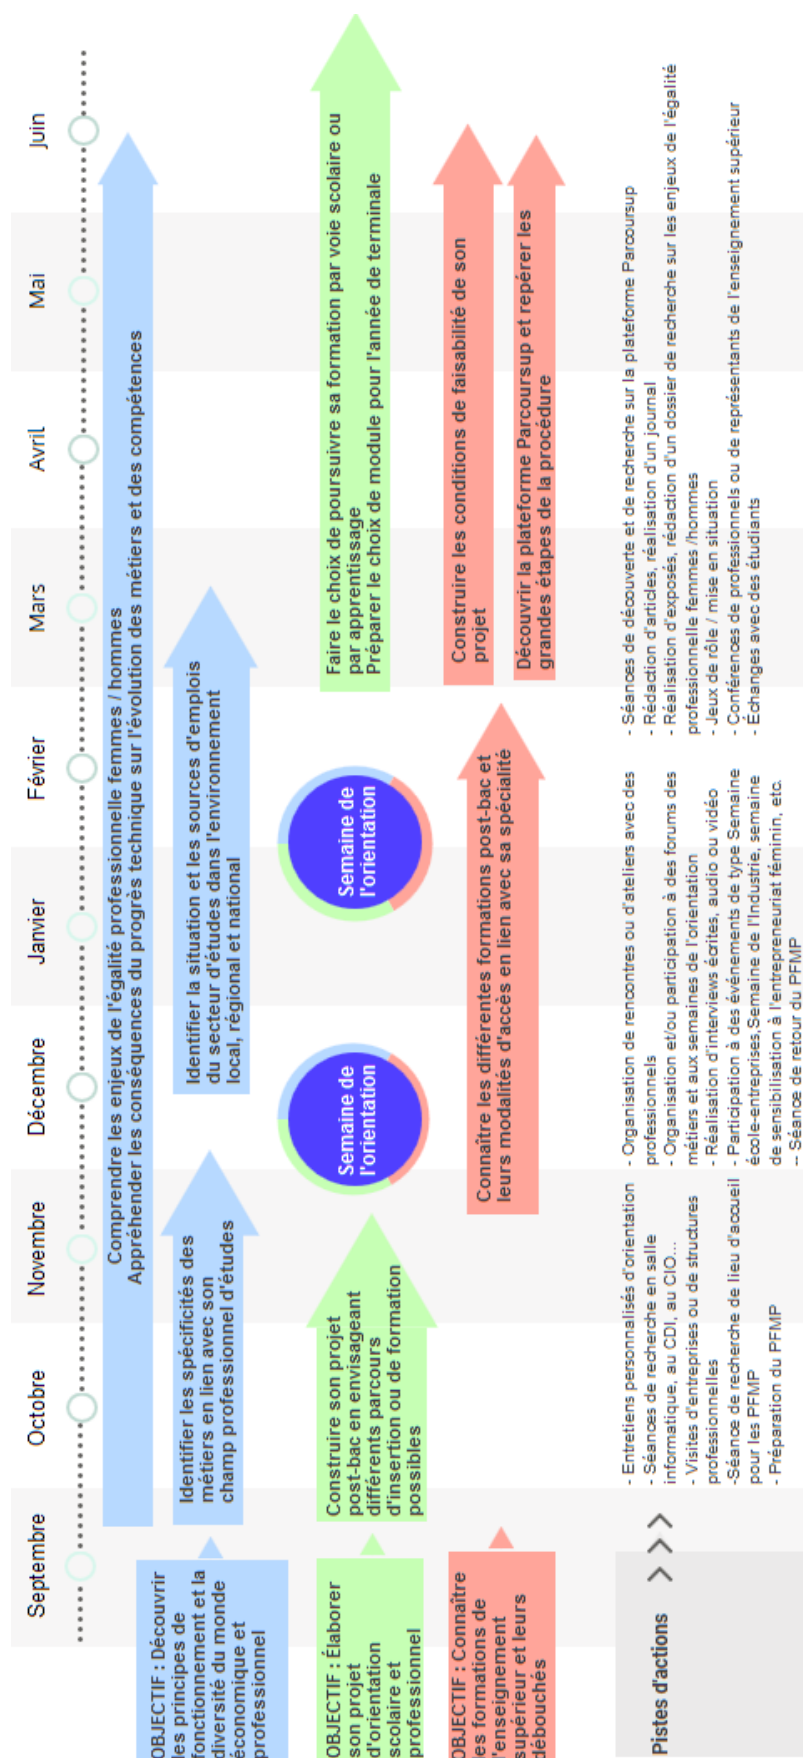 Septembre
Octobre
Novembre
Décembre
Janvier
Février
Mars
Avril
Mai
Juin
OBJECTIF : Découvrir
les principes de
fonctionnement et la
diversité du monde
économique et
professionnel
Comprendre les enjeux de l'égalité professionnelle femmes / hommes
Appréhender les conséquences du progrès technique sur l'évolution des métiers et des compétences
Identifier les spécificités des
métiers en lien avec son
champ professionnel d'études
Identifier la situation et les sources d'emplois
du secteur d'études dans l'environnement
local, régional et national
OBJECTIF : Élaborer
son projet
d'orientation
scolaire et
professionnel
Construire son projet
post-bac en envisageant
différents parcours
d'insertion ou de formation
possibles
Semaine de
l'orientation
Semaine de
l'orientation
Faire le choix de poursuivre sa formation par voie scolaire ou
par apprentissage
Préparer le choix de module pour l'année de terminale
OBJECTIF : Connaître
les formations de
l'enseignement
supérieur et leurs
débouchés
Connaître les différentes formations post-bac et
leurs modalités d'accès en lien avec sa spécialité
Construire les conditions de faisabilité de son
projet
Découvrir la plateforme Parcoursup et repérer les
grandes étapes de la procédure
Pistes d'actions
- Entretiens personnalisés d'orientation
- Séances de recherche en salle
informatique, au CDI, au CIO...
- Visites d'entreprises ou de structures
professionnelles
-Séance de recherche de lieu d'accueil
pour les PFMP
- Préparation du PFMP
- Organisation de rencontres ou d'ateliers avec des
professionnels
- Organisation et/ou participation à des forums des
métiers et aux semaines de l'orientation
- Réalisation d'interviews écrites, audio ou vidéo
- Participation à des événements de type Semaine
école-entreprises,Semaine de l'Industrie, semaine
de sensibilisation à l'entrepreneuriat féminin, etc.
– Séance de retour du PFMP
- Séances de découverte et de recherche sur la plateforme Parcoursup
- Rédaction d'articles, réalisation d'un journal
- Réalisation d'exposés, rédaction d'un dossier de recherche sur les enjeux de l'égalité
professionnelle femmes /hommes
- Jeux de rôle / mise en situation
- Conférences de professionnels ou de représentants de l'enseignement supérieur
- Echanges avec des étudiants